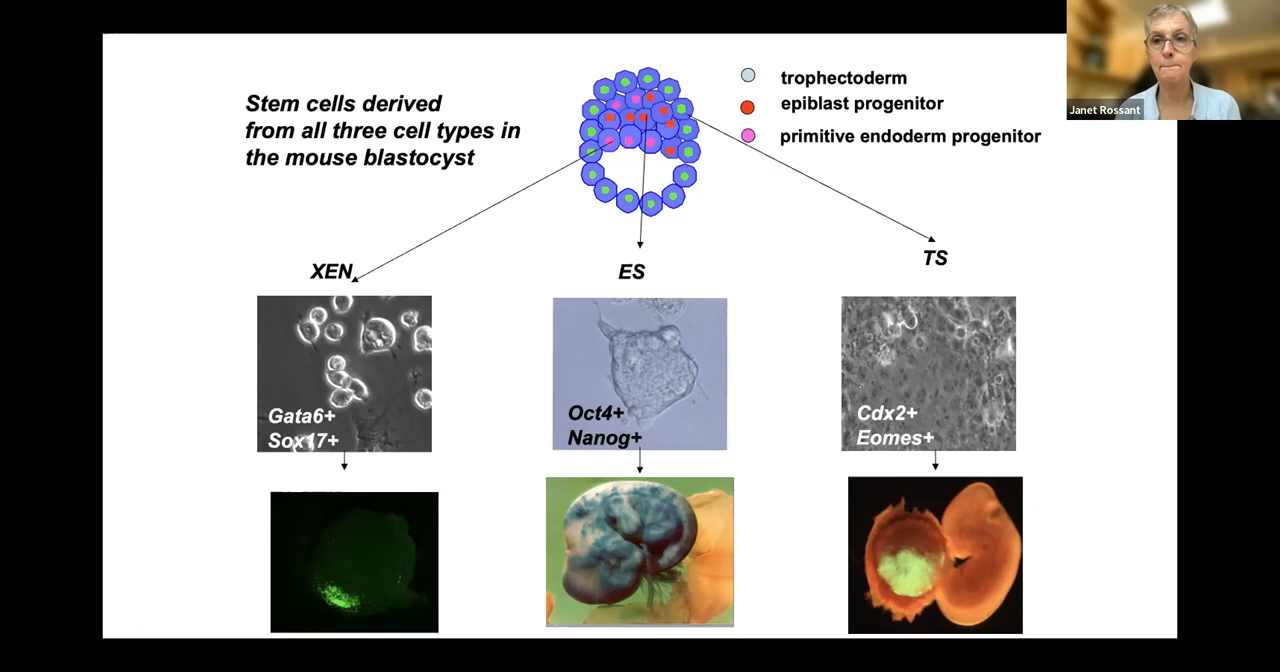 Stem cells derived
from all three cell types in
the mouse blastocyst
trophectoderm
epiblast progenitor
primitive endoderm progenitor
Janet Rossant
XEN
ES
TS
Gata6+
Sox17+
Oct4+
Nanog+
Cdx2+
Eomes+